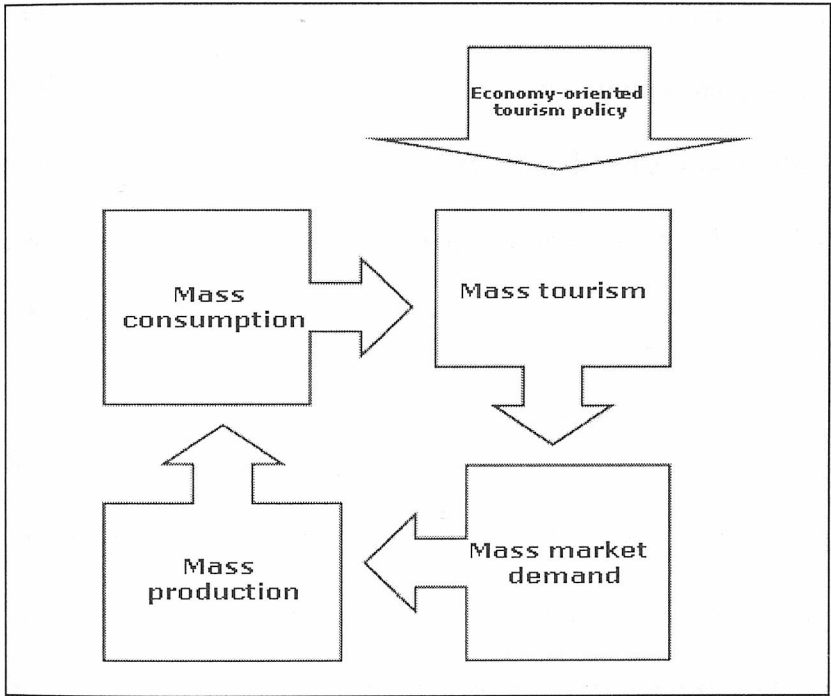 Economy-oriented
tourism policy
Mass
consumption
Mass tourism
Mass
production
Mass market
demand